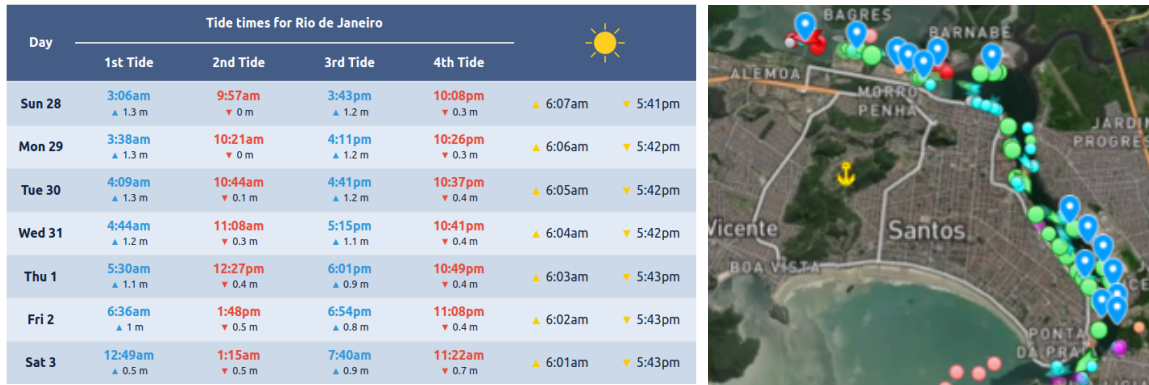 Tide times for Rio de Janeiro
Day
1st Tide 2nd Tide 3rd Tide 4th Tide
Sun 28 3:06am 9:57am 3:43pm 10:08pm ▲ 6:07am ▼ 5:41pm
▲ 1.3 m ▼ 0 m ▲ 1.2 m ▼ 0.3 m
Mon 29 3:38am 10:21am 4:11pm 10:26pm ▲ 6:06am ▼ 5:42pm
▲ 1.3 m ▼ 0 m ▲ 1.2 m ▼ 0.3 m
Tue 30 4:09am 10:44am 4:41pm 10:37pm ▲ 6:05am ▼ 5:42pm
▲ 1.3 m ▼ 0.1 m ▲ 1.2 m ▼ 0.4 m
Wed 31 4:44am 11:08am 5:15pm 10:41pm ▲ 6:04am ▼ 5:42pm
▲ 1.2 m ▼ 0.3 m ▲ 1.1 m ▼ 0.4 m
Thu 1 5:30am 12:27pm 6:01pm 10:49pm ▲ 6:03am ▼ 5:43pm
▲ 1.1 m ▼ 0.4 m ▲ 0.9 m ▼ 0.4 m
Fri 2 6:36am 1:48pm 6:54pm 11:08pm ▲ 6:02am ▼ 5:43pm
▲ 1 m ▼ 0.5 m ▲ 0.8 m ▼ 0.4 m
Sat 3 12:49am 1:15am 7:40am 11:22am ▲ 6:01am ▼ 5:43pm
▲ 0.5 m ▼ 0.5 m ▲ 0.9 m ▼ 0.7 m
BAGRES
BARNABÉ
ALEMOA
MORRO
PENHA
JARDIM
PROGRES
Vicente
Santos
BOA VISTA
PONTA
DA PRAIA